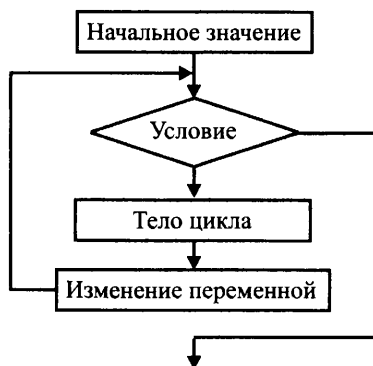 Начальное значение
Условие
Тело цикла
Изменение переменной